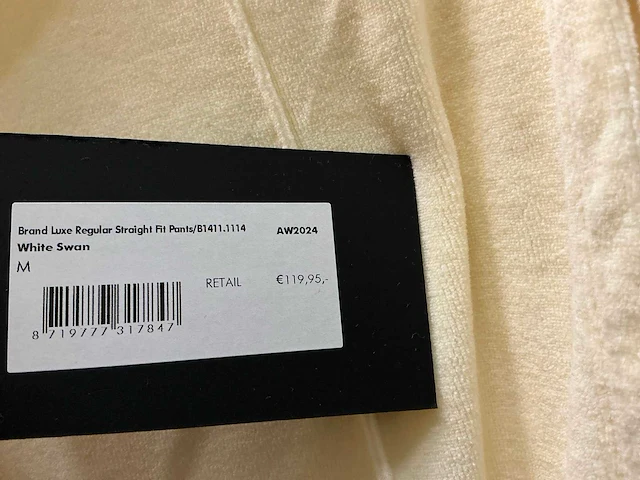 Brand Luxe Regular Straight Fit Pants/B1411.1114 AW2024
White Swan
M
RETAIL €119,95,-
8 719777 317847